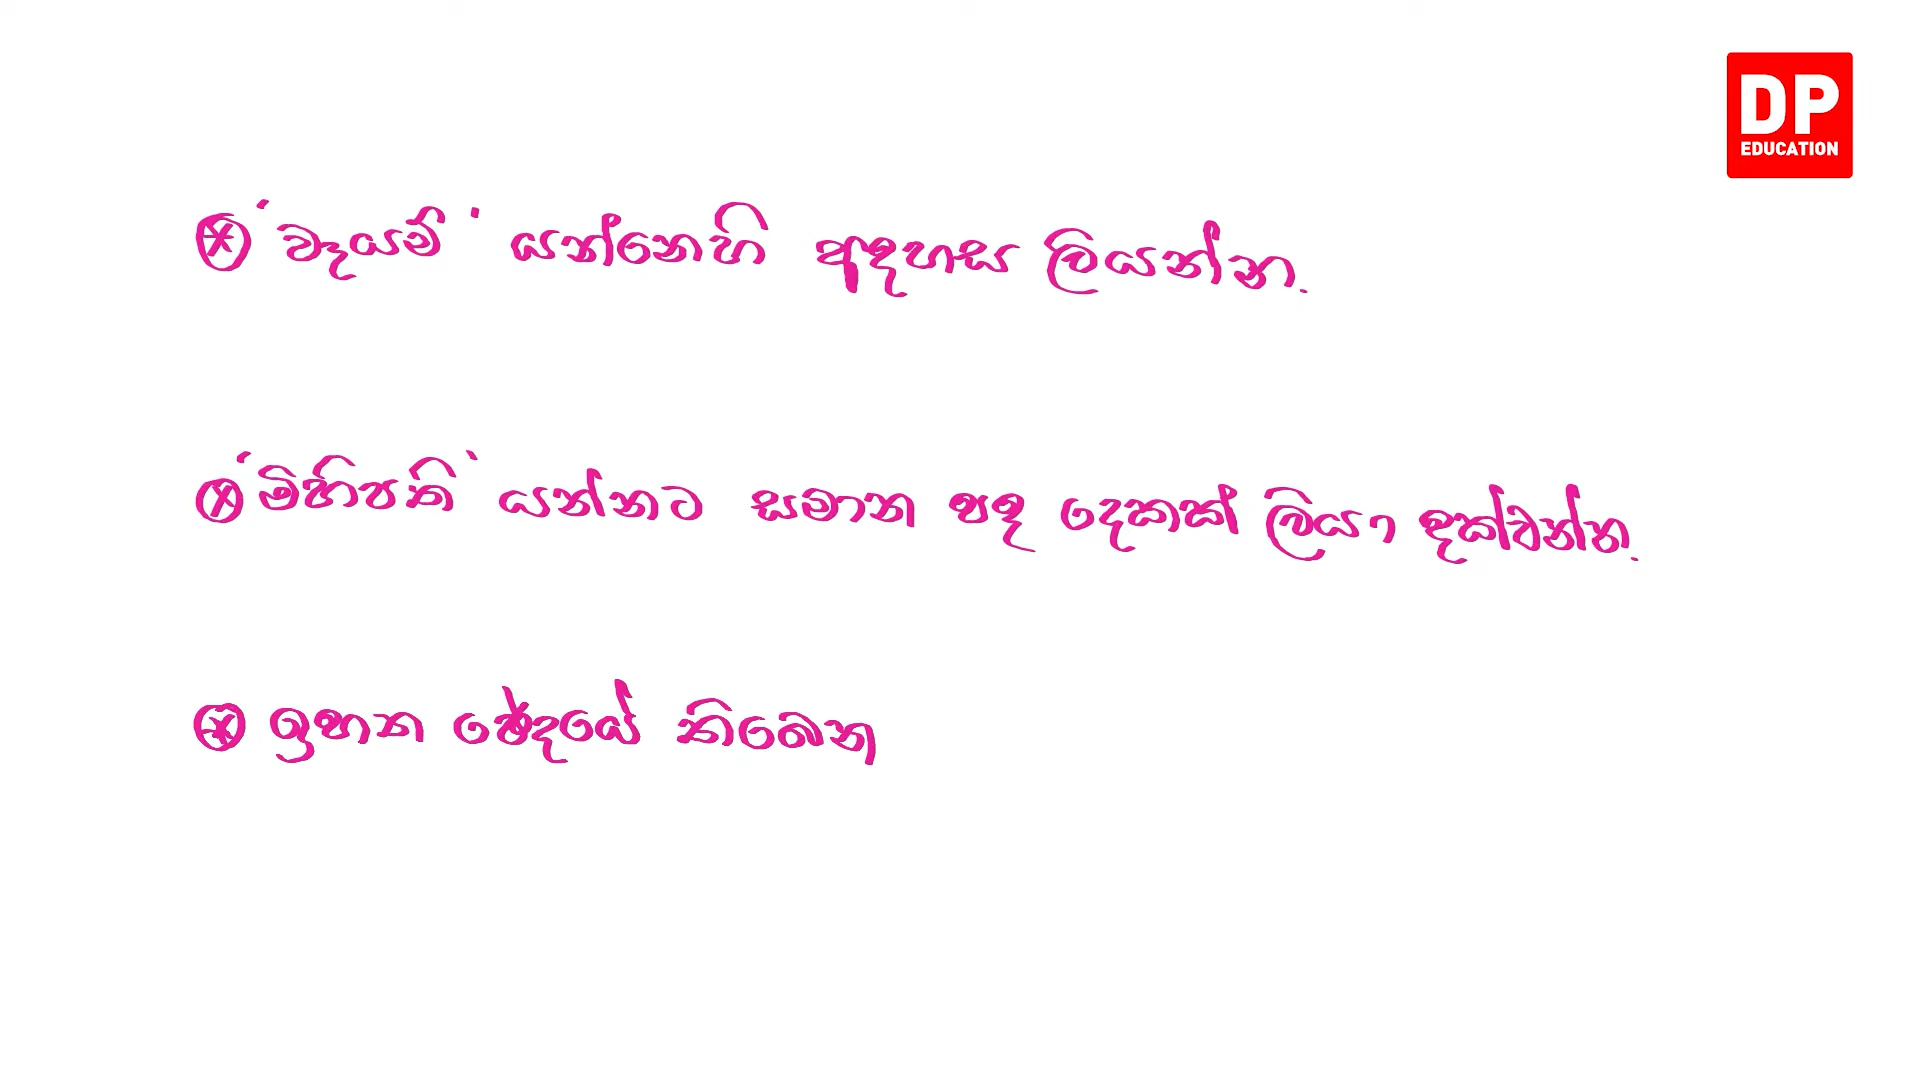 DP
EDUCATION
'වෑයම්' යන්නෙහි අදහස ලියන්න.
'මිහිපති' යන්නට සමාන පද දෙකක් ලියා දක්වන්න.
ඉහත ඡේදයේ තිබෙන